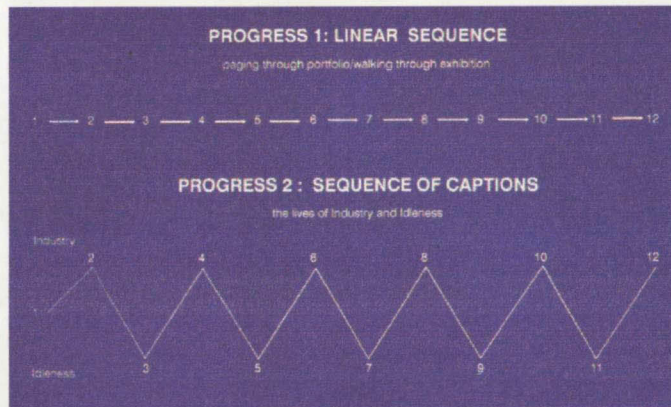 PROGRESS 1: LINEAR SEQUENCE
paging through portfolio/walking through exhibition
1 2 3 4 5 6 7 8 9 10 11 12
PROGRESS 2 : SEQUENCE OF CAPTIONS
the lives of Industry and Idleness
Industry
2 4 6 8 10 12
1
Idleness
3 5 7 9 11